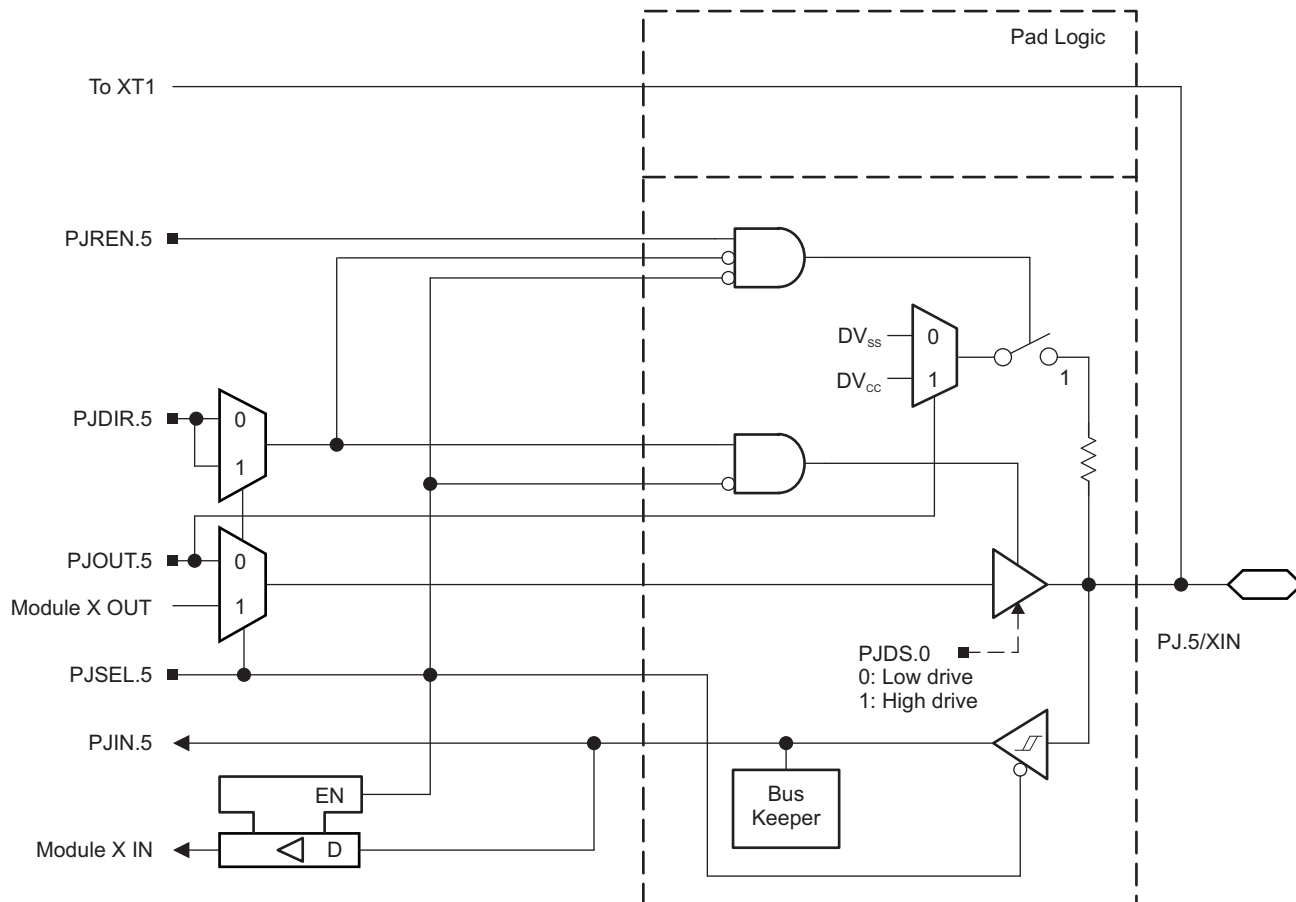 Pad Logic
To XT1
PJREN.5
DVSS
0
DVCC
1
1
PJDIR.5
0
1
PJOUT.5
0
Module X OUT
1
PJSEL.5
PJDS.0
0: Low drive
1: High drive
PJ.5/XIN
PJIN.5
EN
Bus
Keeper
Module X IN
D